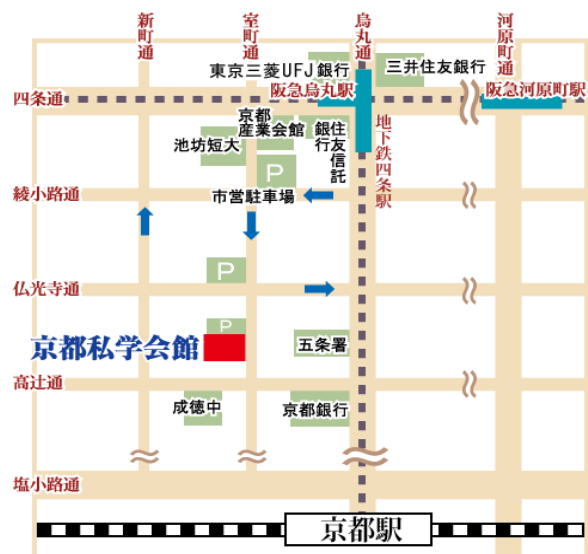 新町通
室町通
烏丸通
河原町通
東京三菱UFJ銀行
三井住友銀行
四条通
阪急烏丸駅
阪急河原町駅
京都
産業会館
住友信託
銀行
地下鉄四条駅
池坊短大
P
綾小路通
市営駐車場
P
仏光寺通
P
京都私学会館
五条署
高辻通
成徳中
京都銀行
塩小路通
京都駅